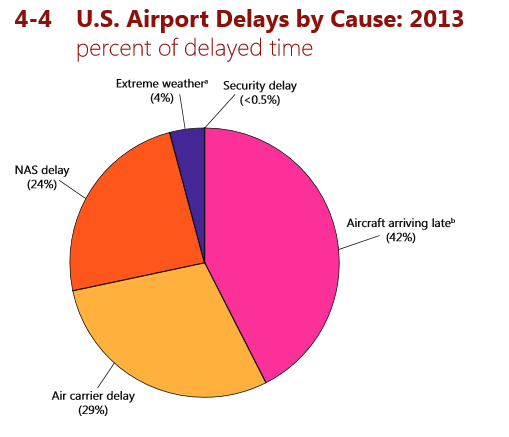 4-4 U.S. Airport Delays by Cause: 2013
percent of delayed time
Extreme weatherᵃ
(4%)
Security delay
(<0.5%)
NAS delay
(24%)
Aircraft arriving lateᵇ
(42%)
Air carrier delay
(29%)